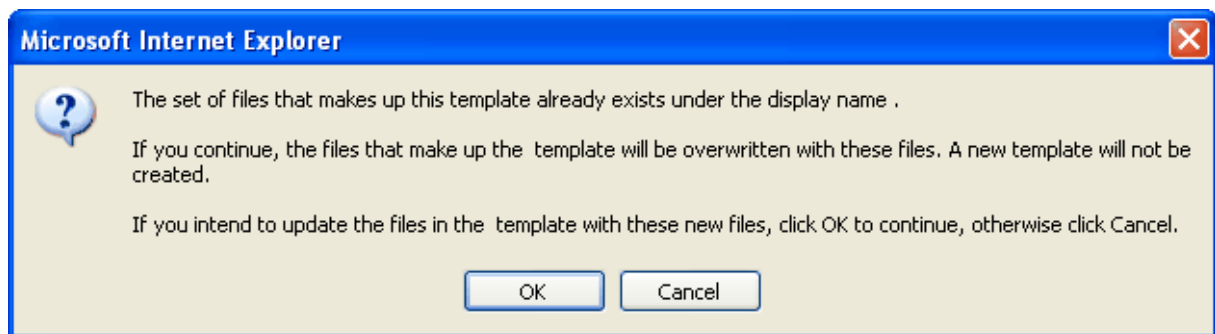 Microsoft Internet Explorer
The set of files that makes up this template already exists under the display name .
If you continue, the files that make up the  template will be overwritten with these files. A new template will not be
created.
If you intend to update the files in the  template with these new files, click OK to continue, otherwise click Cancel.
OK
Cancel